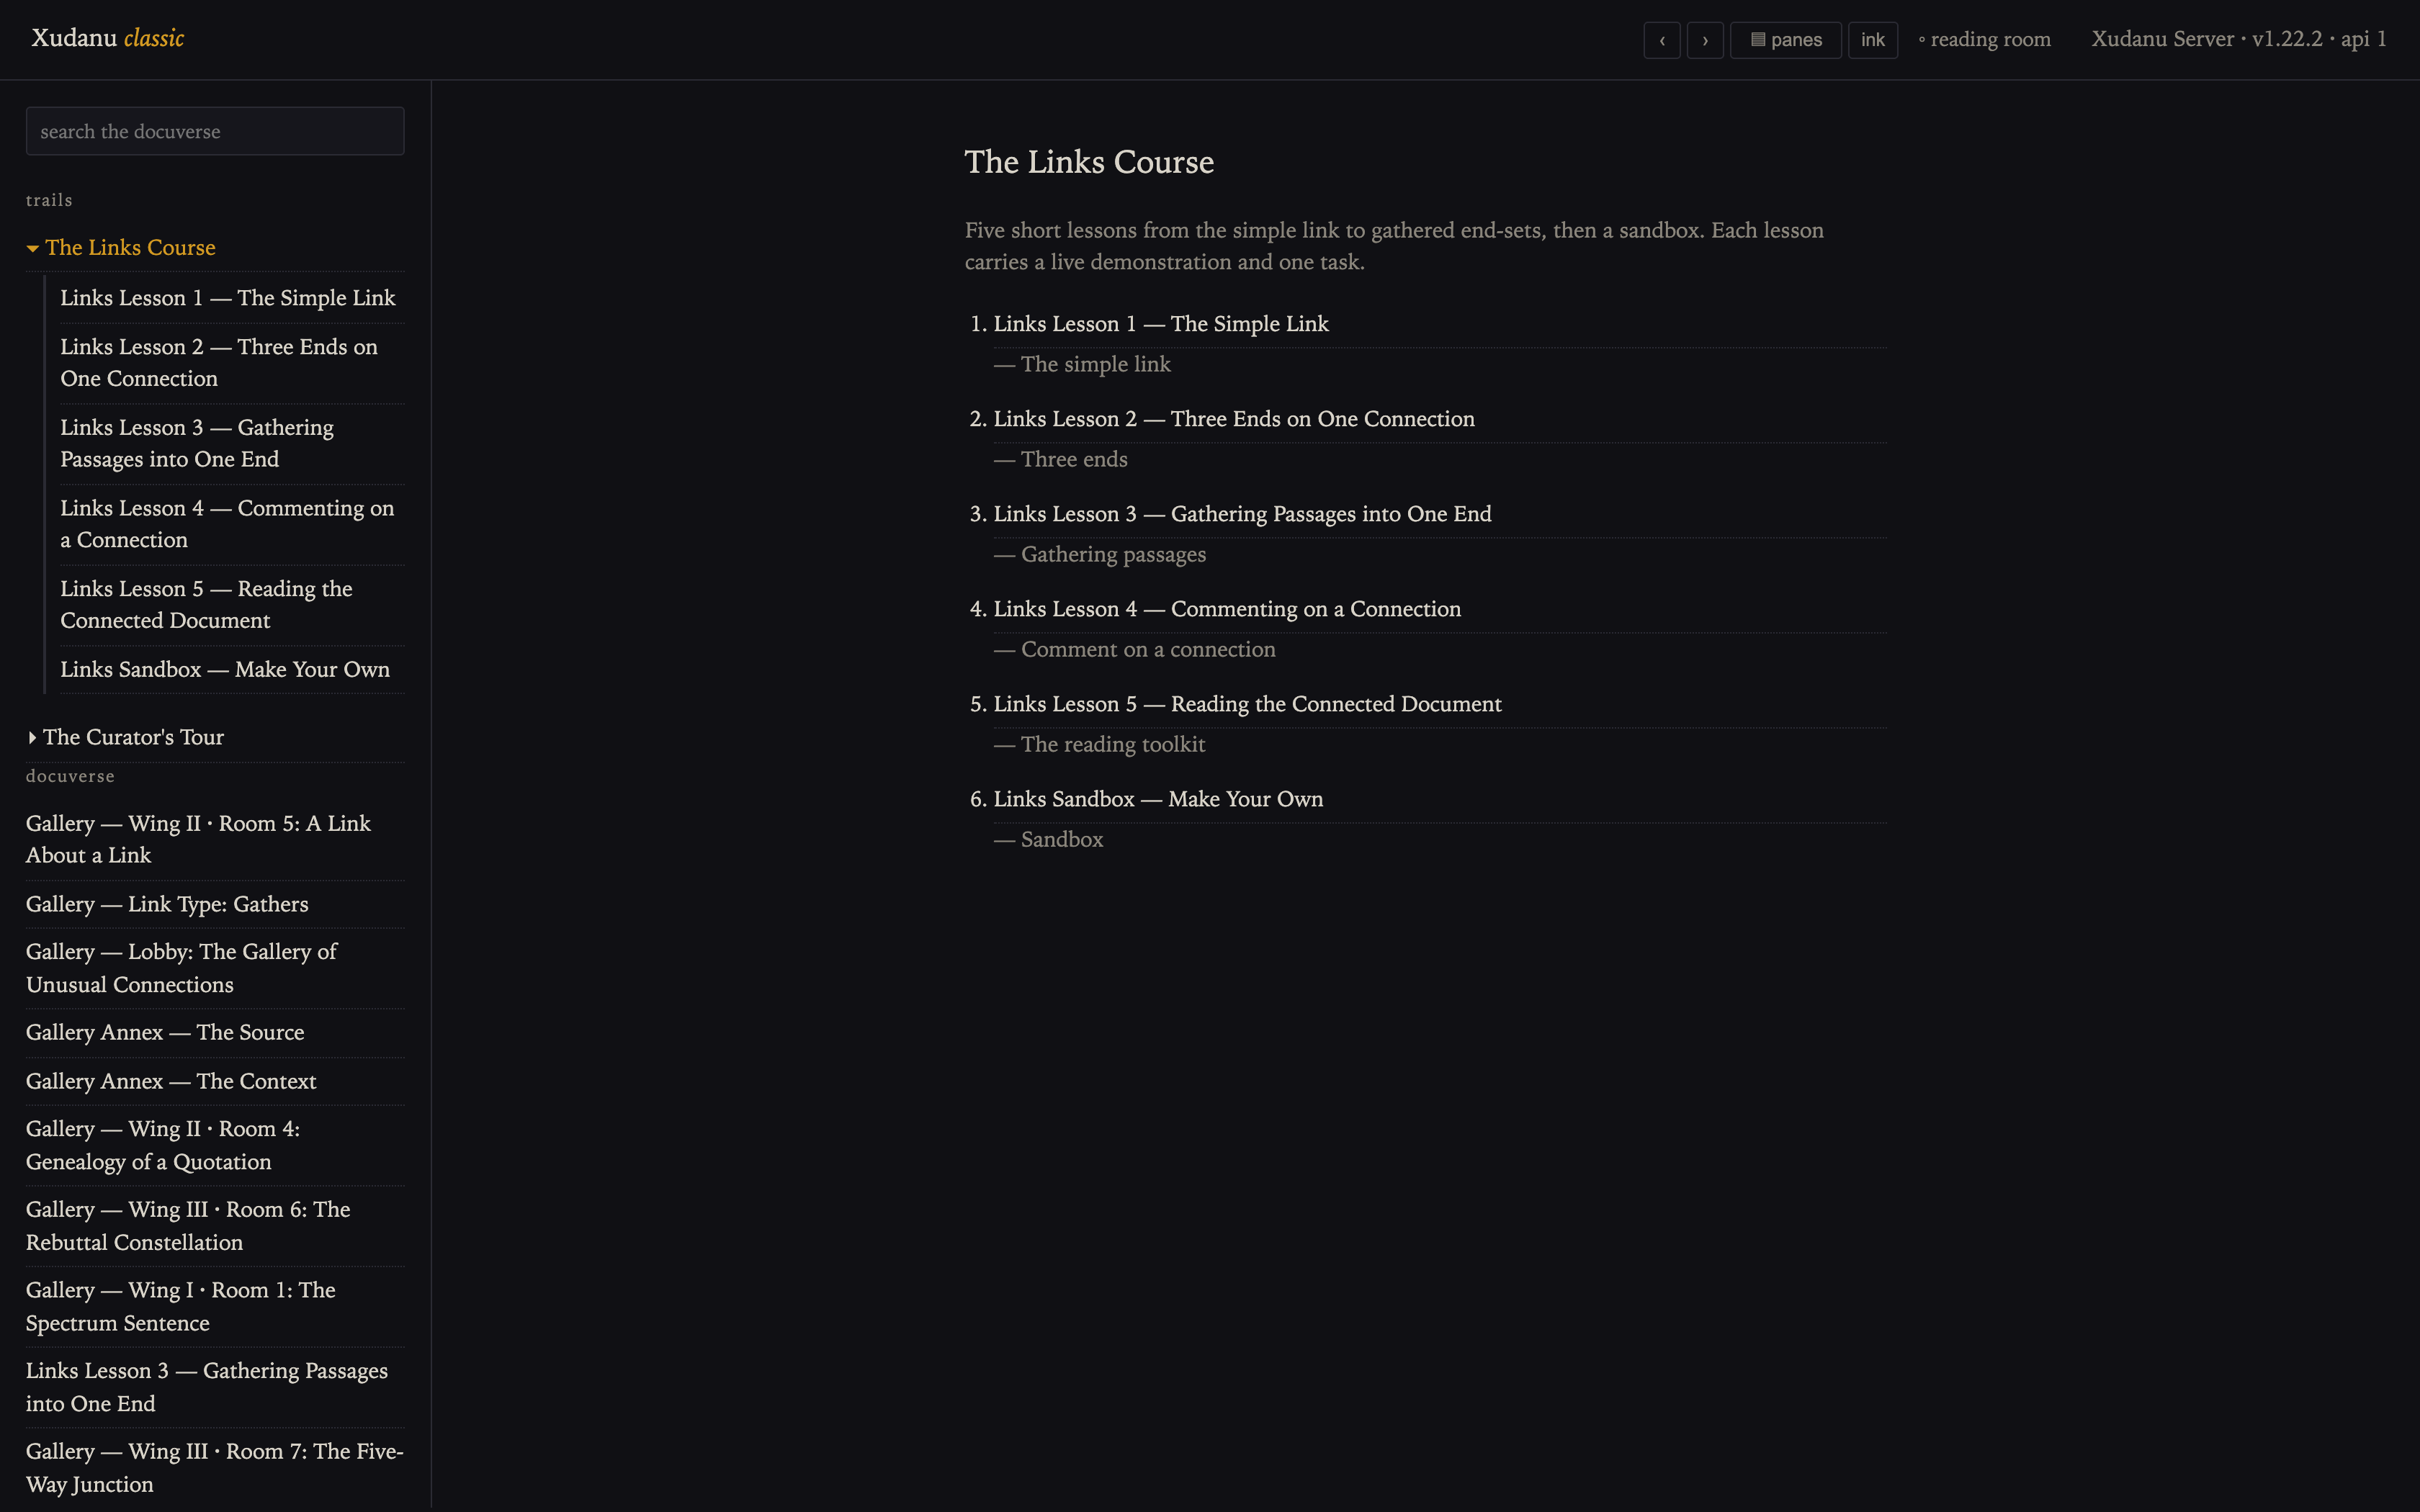 Xudanu classic
‹ › ▤ panes ink ◦ reading room Xudanu Server · v1.22.2 · api 1
search the docuverse
trails
The Links Course
Links Lesson 1 — The Simple Link
Links Lesson 2 — Three Ends on
One Connection
Links Lesson 3 — Gathering
Passages into One End
Links Lesson 4 — Commenting on
a Connection
Links Lesson 5 — Reading the
Connected Document
Links Sandbox — Make Your Own
The Curator's Tour
docuverse
Gallery — Wing II · Room 5: A Link
About a Link
Gallery — Link Type: Gathers
Gallery — Lobby: The Gallery of
Unusual Connections
Gallery Annex — The Source
Gallery Annex — The Context
Gallery — Wing II · Room 4:
Genealogy of a Quotation
Gallery — Wing III · Room 6: The
Rebuttal Constellation
Gallery — Wing I · Room 1: The
Spectrum Sentence
Links Lesson 3 — Gathering Passages
into One End
Gallery — Wing III · Room 7: The Five-
Way Junction
The Links Course
Five short lessons from the simple link to gathered end-sets, then a sandbox. Each lesson
carries a live demonstration and one task.
1. Links Lesson 1 — The Simple Link
— The simple link
2. Links Lesson 2 — Three Ends on One Connection
— Three ends
3. Links Lesson 3 — Gathering Passages into One End
— Gathering passages
4. Links Lesson 4 — Commenting on a Connection
— Comment on a connection
5. Links Lesson 5 — Reading the Connected Document
— The reading toolkit
6. Links Sandbox — Make Your Own
— Sandbox